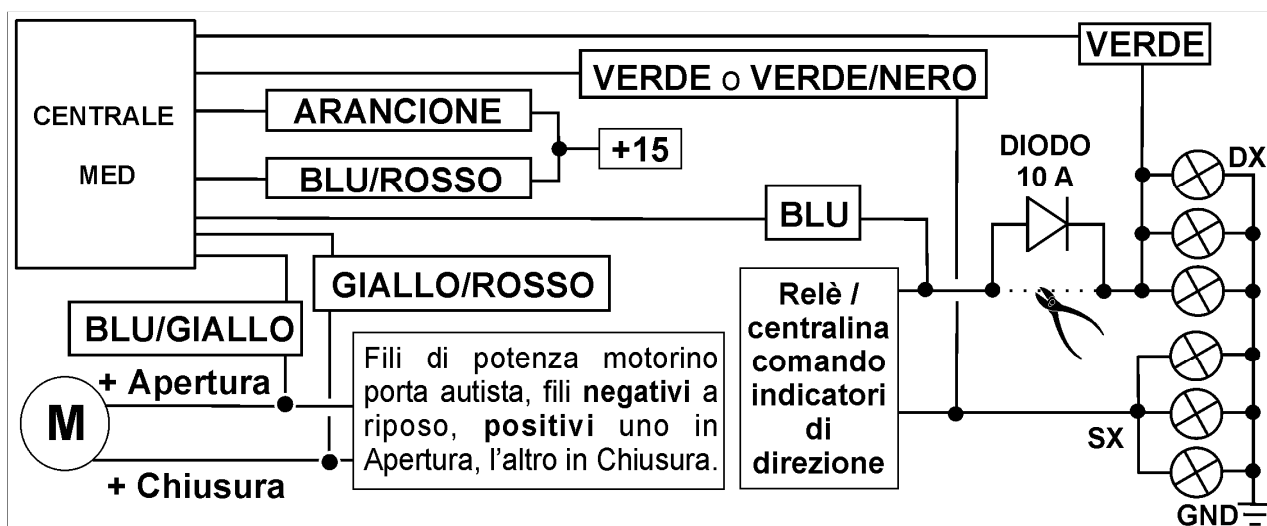 VERDE
CENTRALE
MED
VERDE o VERDE/NERO
ARANCIONE
+15
BLU/ROSSO
DIODO
10 A
DX
BLU
GIALLO/ROSSO
BLU/GIALLO
Relè /
centralina
comando
indicatori
di
direzione
+ Apertura
M
+ Chiusura
Fili di potenza motorino
porta autista, fili negativi a
riposo, positivi uno in
Apertura, l'altro in Chiusura.
SX
GND